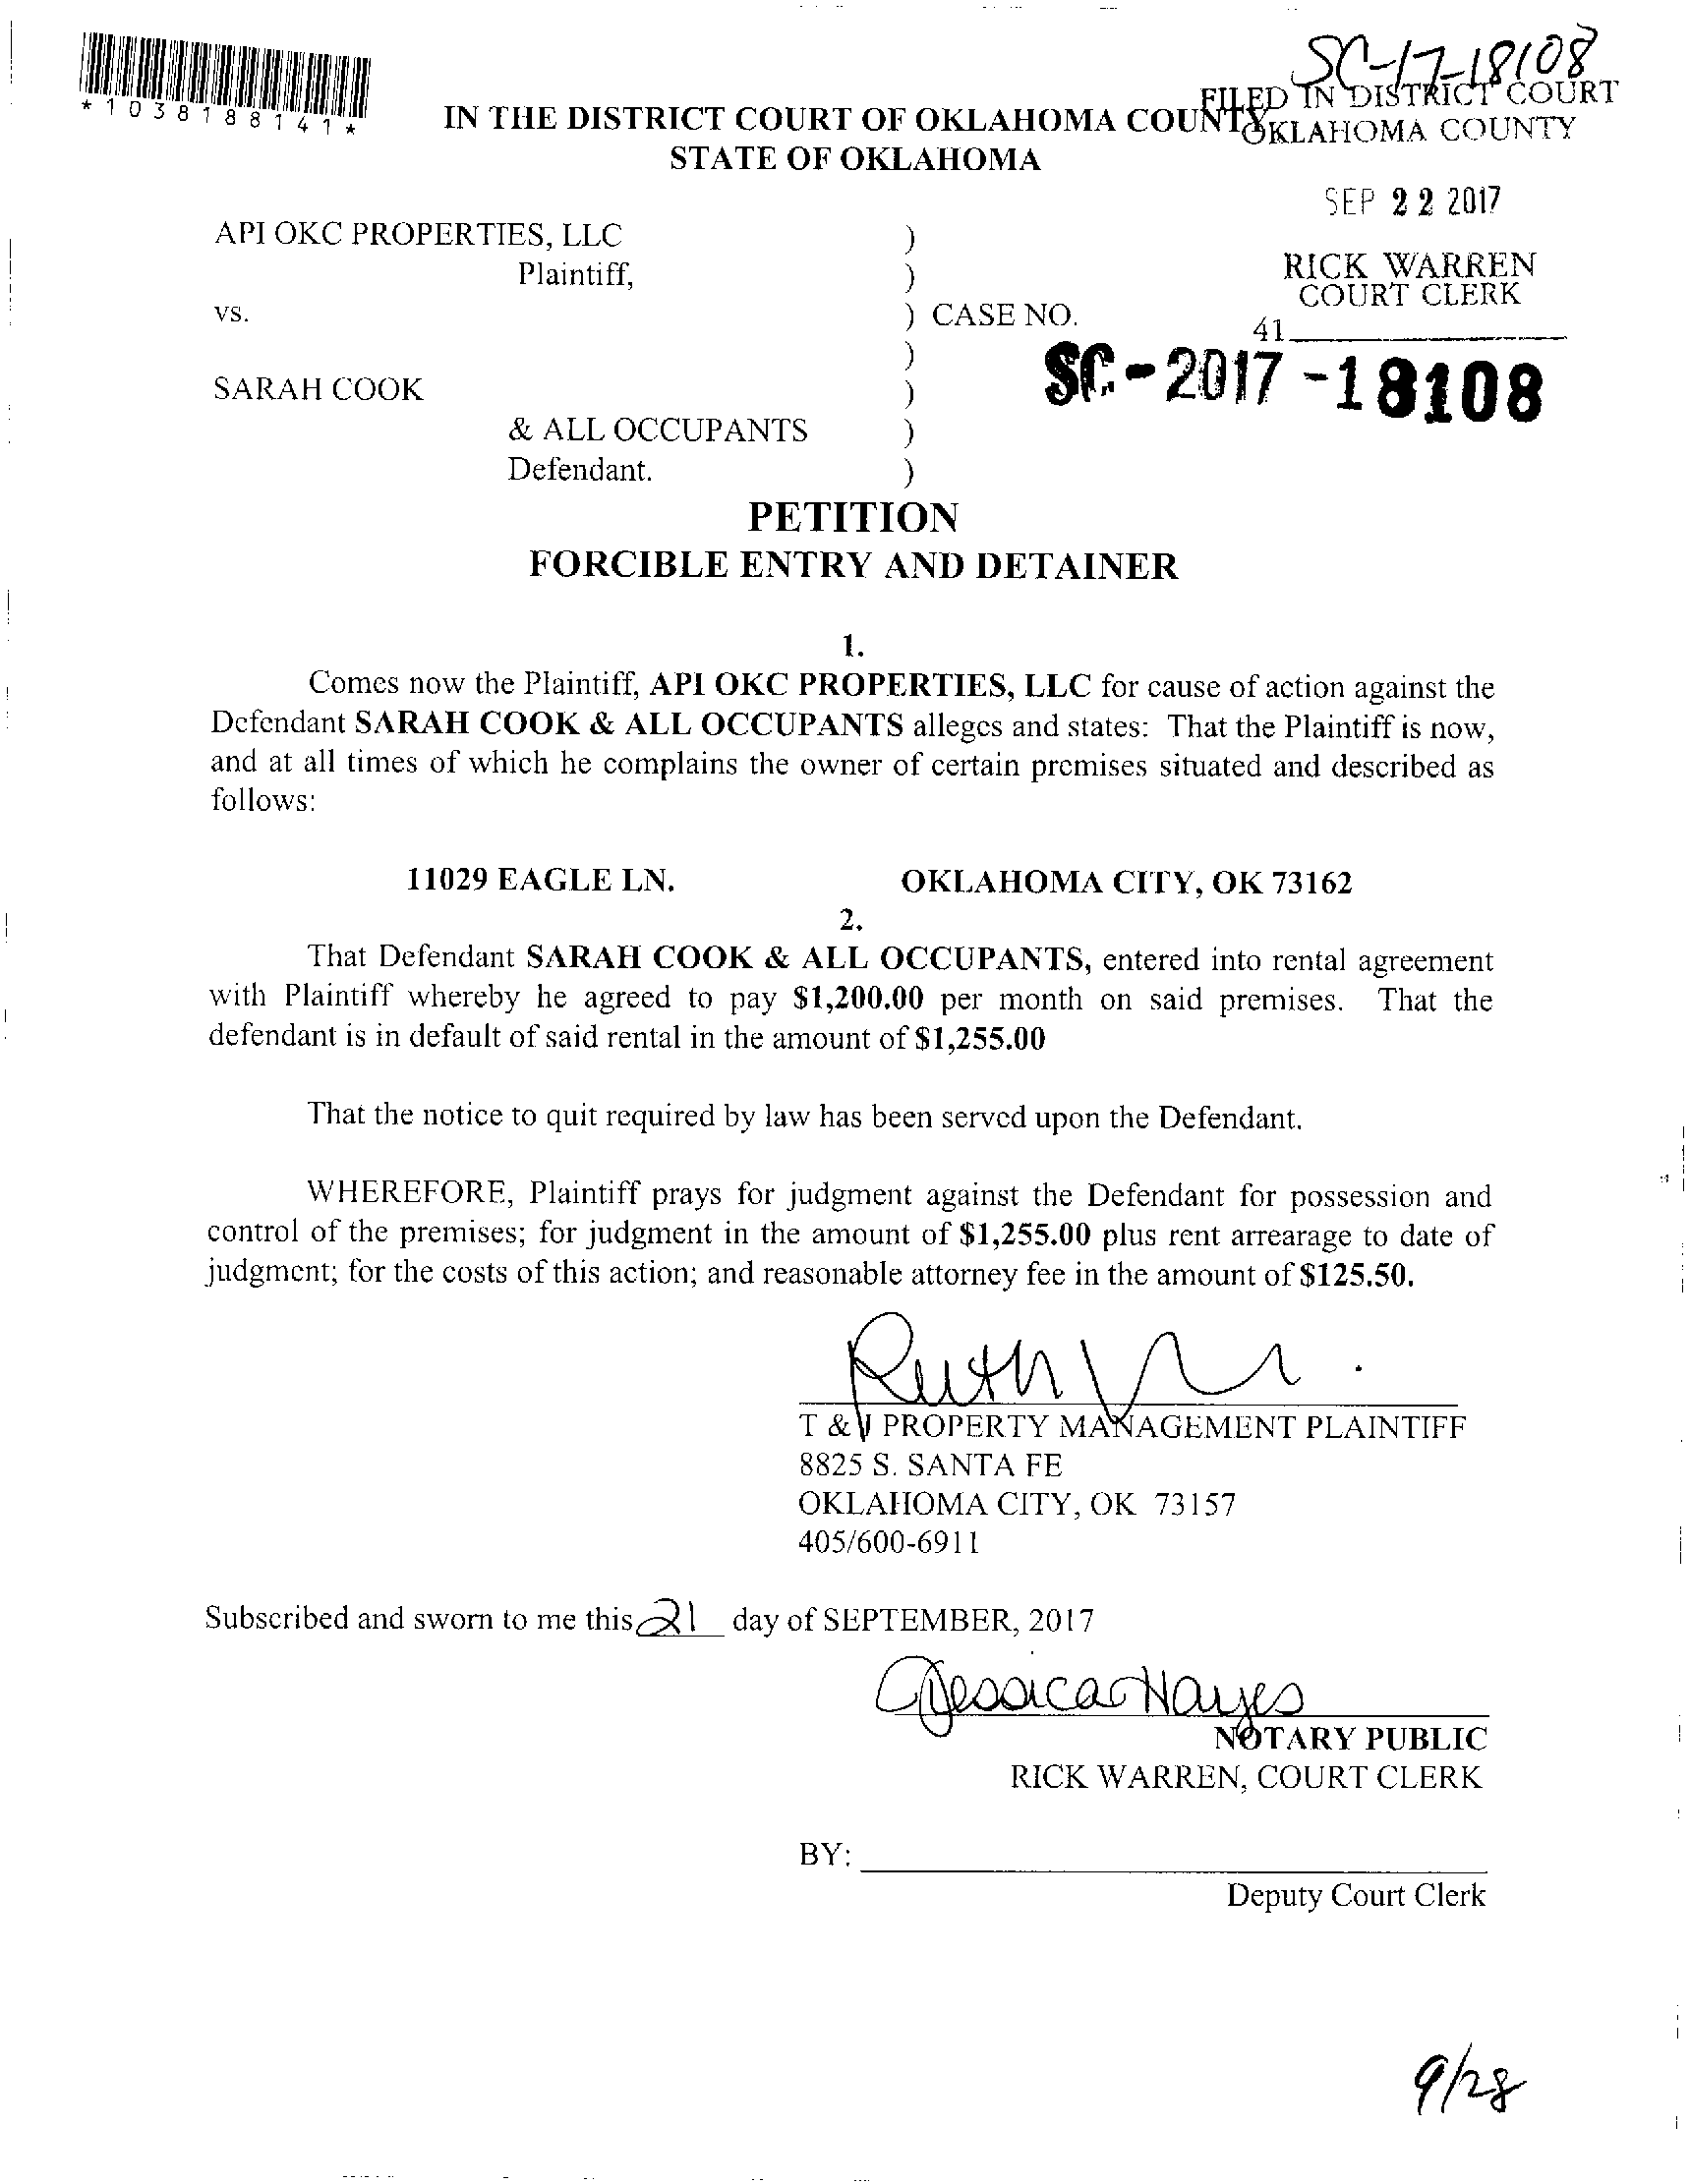 SC-17-18108
*1038188141*
FILED IN DISTRICT COURT
OKLAHOMA COUNTY
IN THE DISTRICT COURT OF OKLAHOMA COUNTY
STATE OF OKLAHOMA
SEP 22 2017
RICK WARREN
COURT CLERK
41
API OKC PROPERTIES, LLC )
Plaintiff, )
vs. ) CASE NO.
)
SC-2017-18108
SARAH COOK )
& ALL OCCUPANTS )
Defendant. )
PETITION
FORCIBLE ENTRY AND DETAINER
1.
Comes now the Plaintiff, API OKC PROPERTIES, LLC for cause of action against the
Defendant SARAH COOK & ALL OCCUPANTS alleges and states: That the Plaintiff is now,
and at all times of which he complains the owner of certain premises situated and described as
follows:
11029 EAGLE LN. OKLAHOMA CITY, OK 73162
2.
That Defendant SARAH COOK & ALL OCCUPANTS, entered into rental agreement
with Plaintiff whereby he agreed to pay $1,200.00 per month on said premises. That the
defendant is in default of said rental in the amount of $1,255.00
That the notice to quit required by law has been served upon the Defendant.
WHEREFORE, Plaintiff prays for judgment against the Defendant for possession and
control of the premises; for judgment in the amount of $1,255.00 plus rent arrearage to date of
judgment; for the costs of this action; and reasonable attorney fee in the amount of $125.50.
Ruth
T & V PROPERTY MANAGEMENT PLAINTIFF
8825 S. SANTA FE
OKLAHOMA CITY, OK 73157
405/600-6911
Subscribed and sworn to me this 21 day of SEPTEMBER, 2017
Jessica Hayes
NOTARY PUBLIC
RICK WARREN, COURT CLERK
BY:
Deputy Court Clerk
9/28